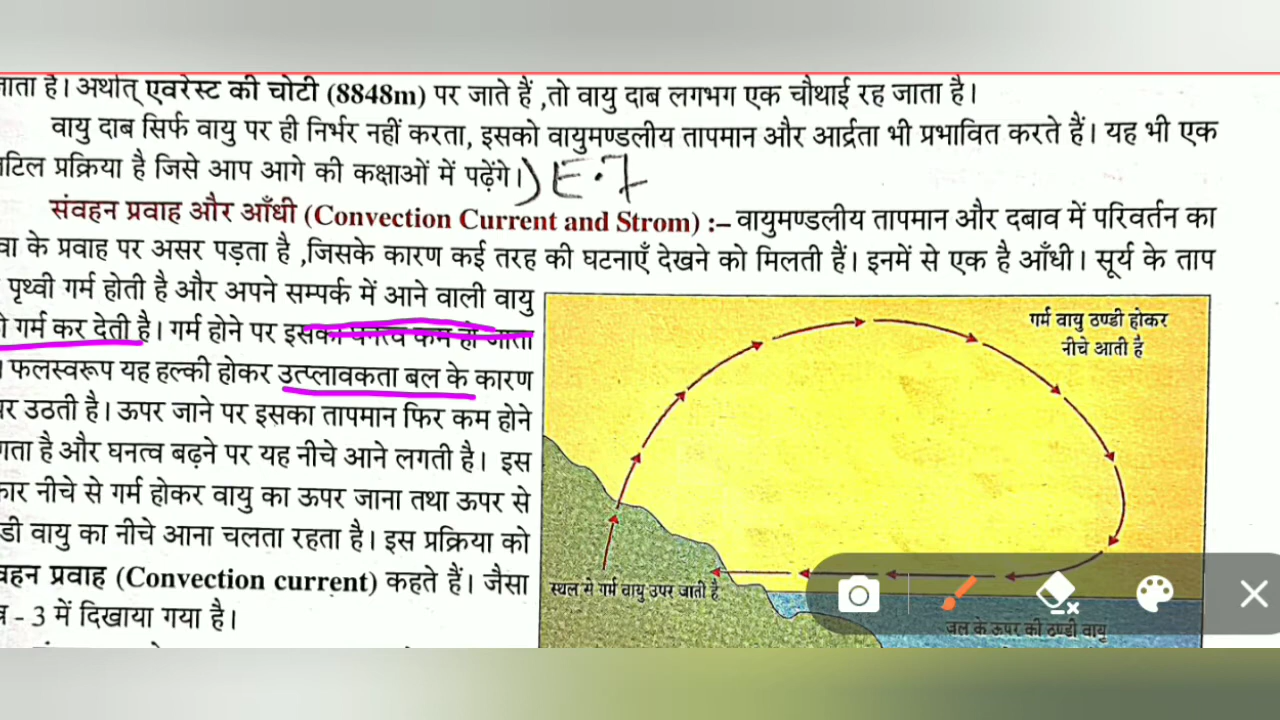 जाता है। अर्थात् एवरेस्ट की चोटी (8848m) पर जाते हैं ,तो वायु दाब लगभग एक चौथाई रह जाता है।
वायु दाब सिर्फ वायु पर ही निर्भर नहीं करता, इसको वायुमण्डलीय तापमान और आर्द्रता भी प्रभावित करते हैं। यह भी एक
टिल प्रक्रिया है जिसे आप आगे की कक्षाओं में पढ़ेंगे।) E.7
संवहन प्रवाह और आँधी (Convection Current and Strom) :– वायुमण्डलीय तापमान और दबाव में परिवर्तन का
वा के प्रवाह पर असर पड़ता है ,जिसके कारण कई तरह की घटनाएँ देखने को मिलती हैं। इनमें से एक है आँधी। सूर्य के ताप
पृथ्वी गर्म होती है और अपने सम्पर्क में आने वाली वायु
गर्म कर देती है। गर्म होने पर इसका घनत्व कम हो जाता
। फलस्वरूप यह हल्की होकर उत्प्लावकता बल के कारण
पर उठती है। ऊपर जाने पर इसका तापमान फिर कम होने
गता है और घनत्व बढ़ने पर यह नीचे आने लगती है। इस
कार नीचे से गर्म होकर वायु का ऊपर जाना तथा ऊपर से
डी वायु का नीचे आना चलता रहता है। इस प्रक्रिया को
वहन प्रवाह (Convection current) कहते हैं। जैसा
- 3 में दिखाया गया है।
गर्म वायु ठण्डी होकर
नीचे आती है
स्थल से गर्म वायु उपर जाती है
जल के ऊपर की ठण्डी वायु